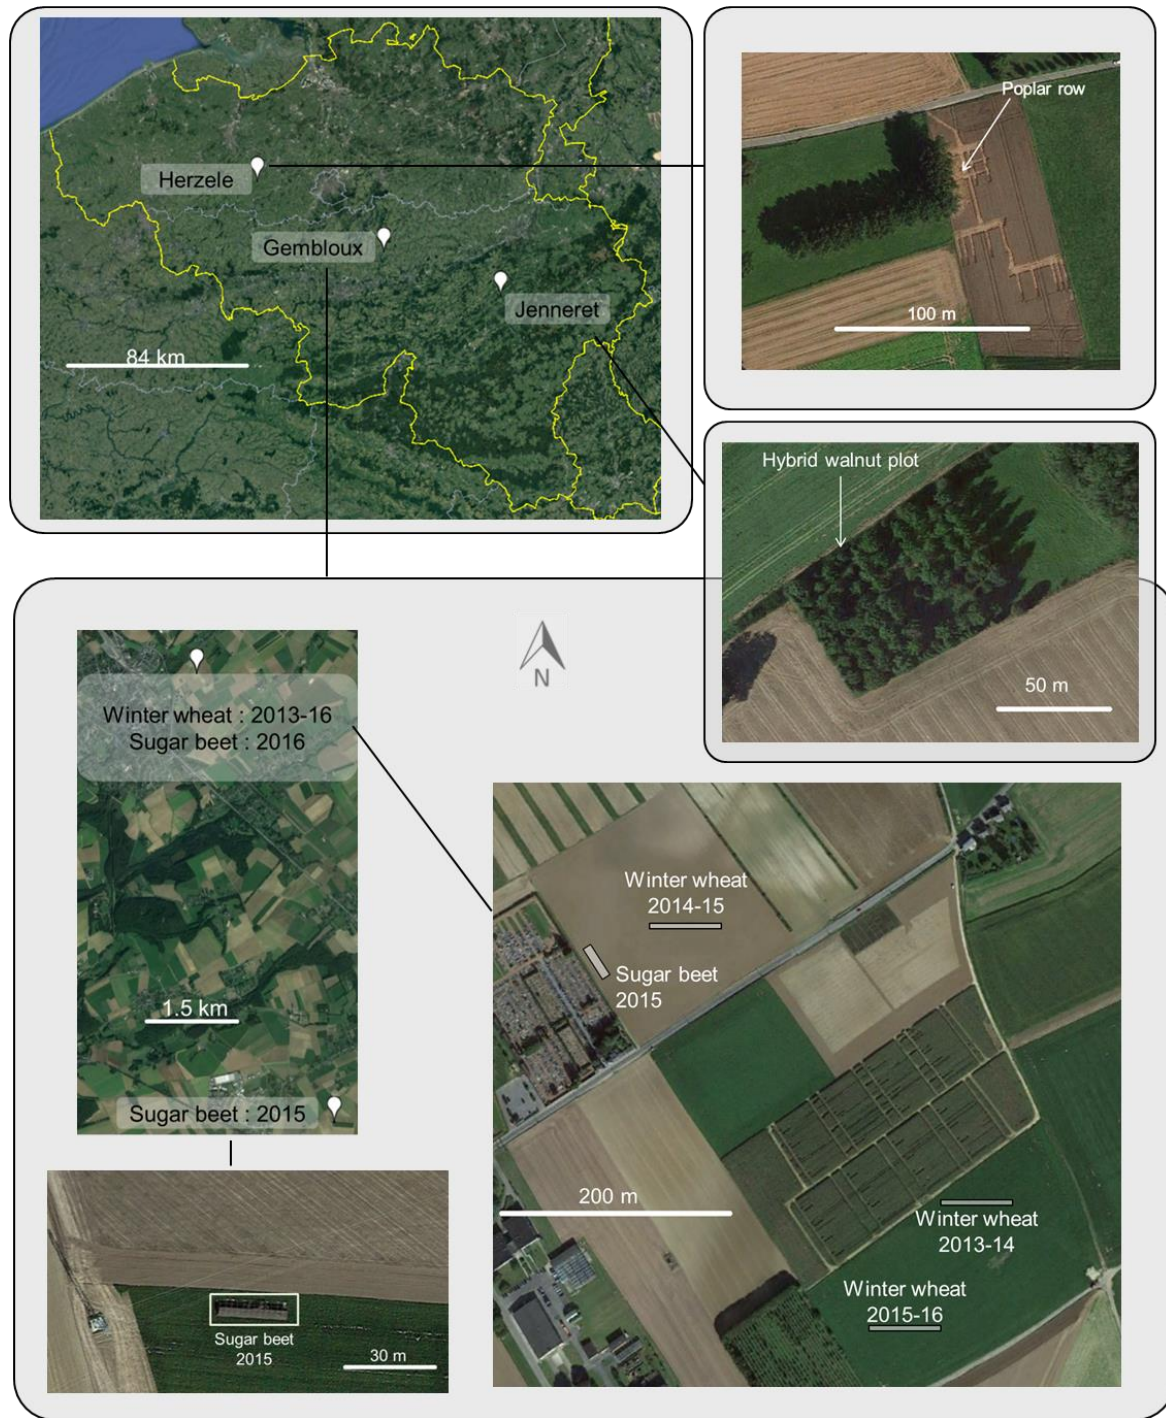 Herzele
Gembloux
Jenneret
84 km
Poplar row
100 m
Hybrid walnut plot
50 m
N
Winter wheat : 2013-16
Sugar beet : 2016
1.5 km
Sugar beet : 2015
Sugar beet
2015
30 m
Winter wheat
2014-15
Sugar beet
2015
200 m
Winter wheat
2013-14
Winter wheat
2015-16